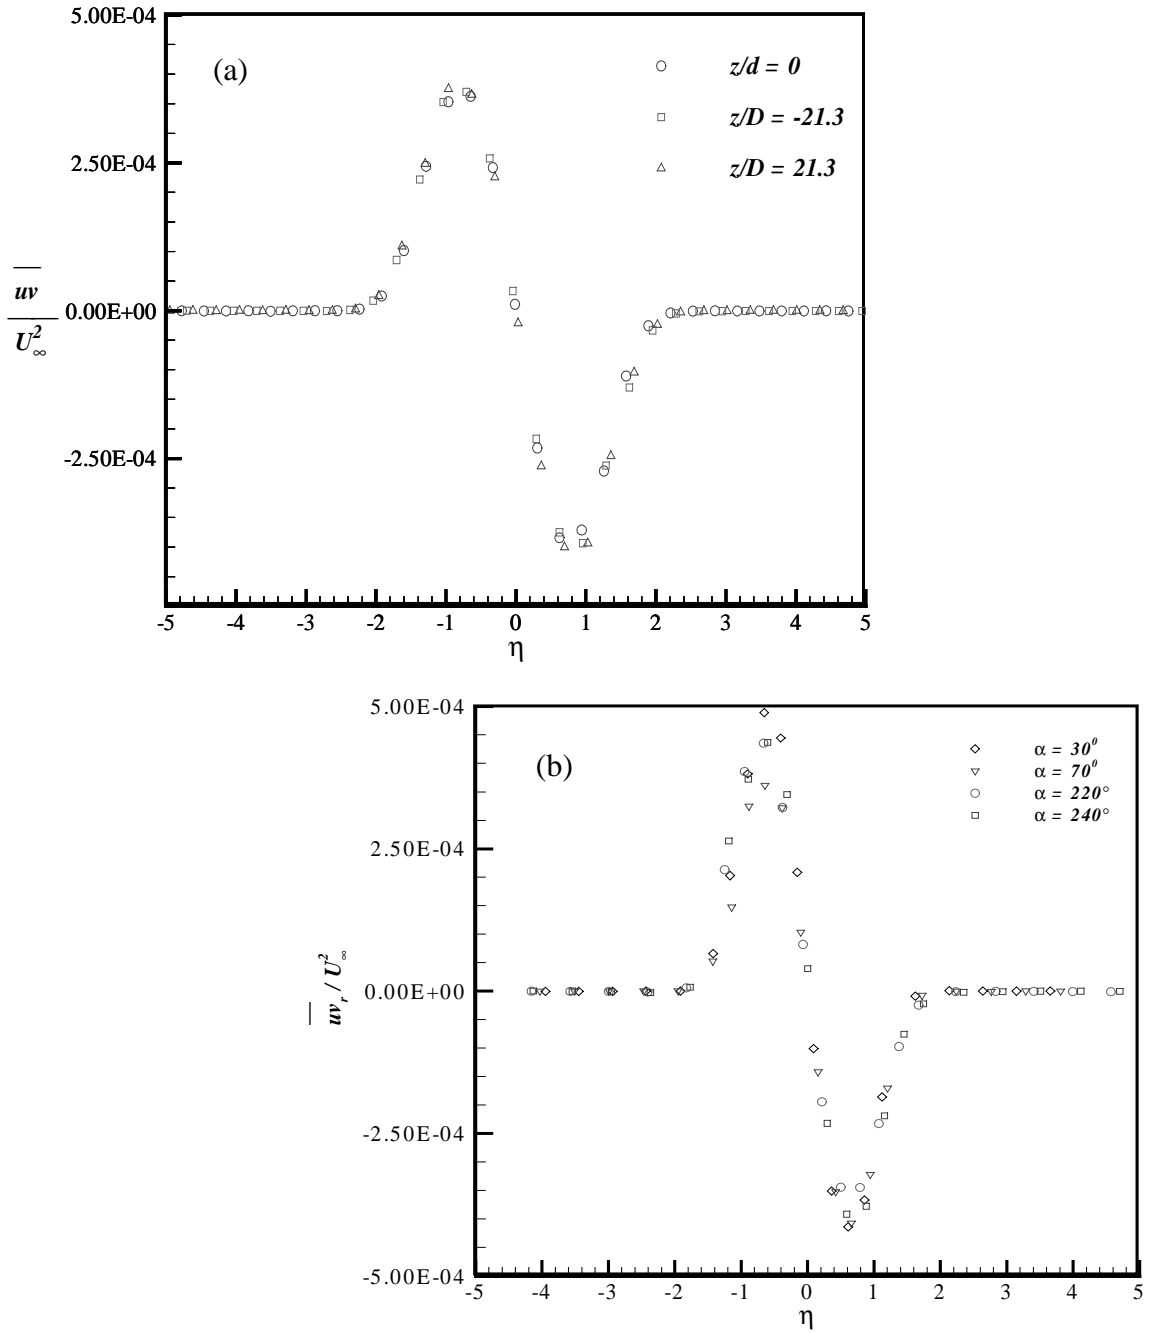 5.00E-04
(a)
z/d = 0
z/D = -21.3
z/D = 21.3
2.50E-04
uv
U∞2
0.00E+00
-2.50E-04
-5 -4 -3 -2 -1 0 1 2 3 4 5
η
5.00E-04
(b)
α = 30⁰
α = 70⁰
α = 220°
α = 240°
2.50E-04
uvr / U∞2
0.00E+00
-2.50E-04
-5.00E-04
-5 -4 -3 -2 -1 0 1 2 3 4 5
η